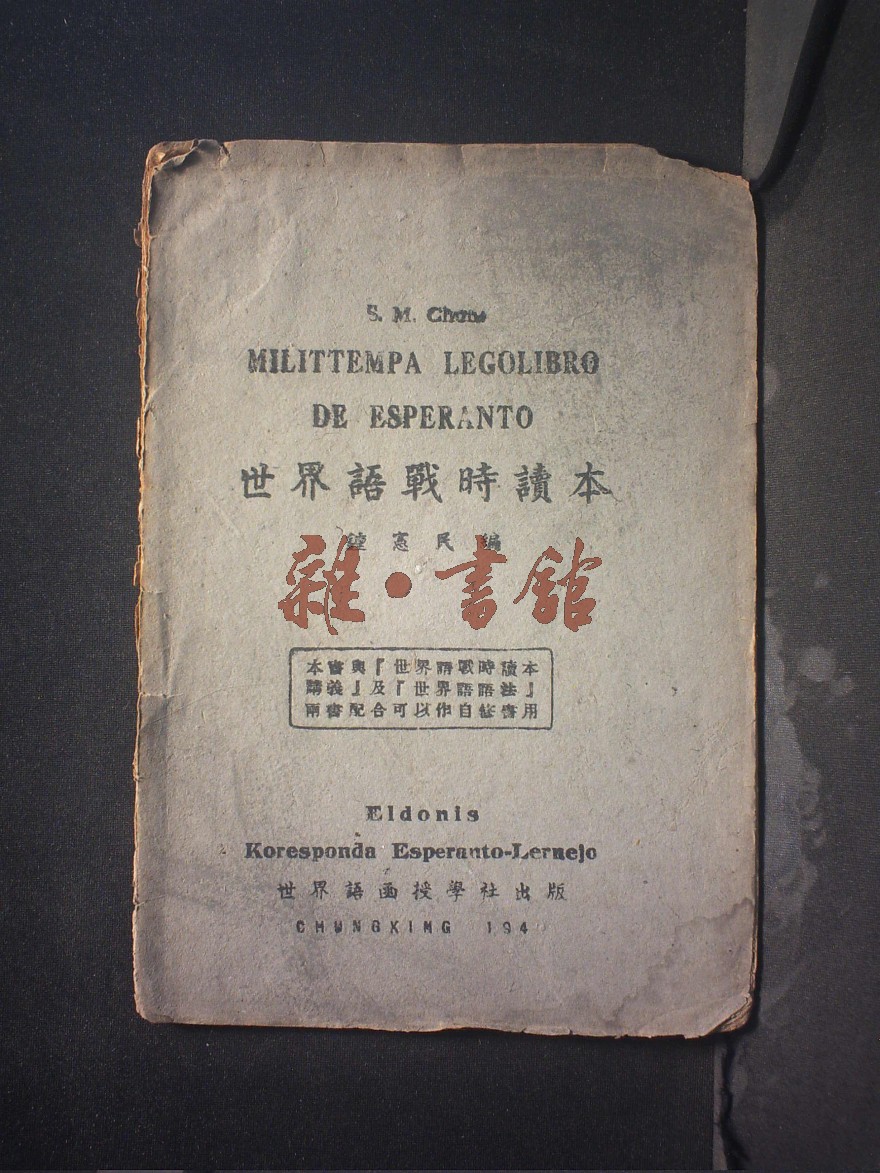 S. M. Chun
MILITTEMPA LEGOLIBRO
DE ESPERANTO
世界語戰時讀本
鍾憲民編
雜·書館
本書與『世界語戰時讀本
講義』及『世界語語法』
兩書配合可以作自修書用
Eldonis
Koresponda Esperanto-Lernejo
世界語函授學社出版
CHUNGKING 194